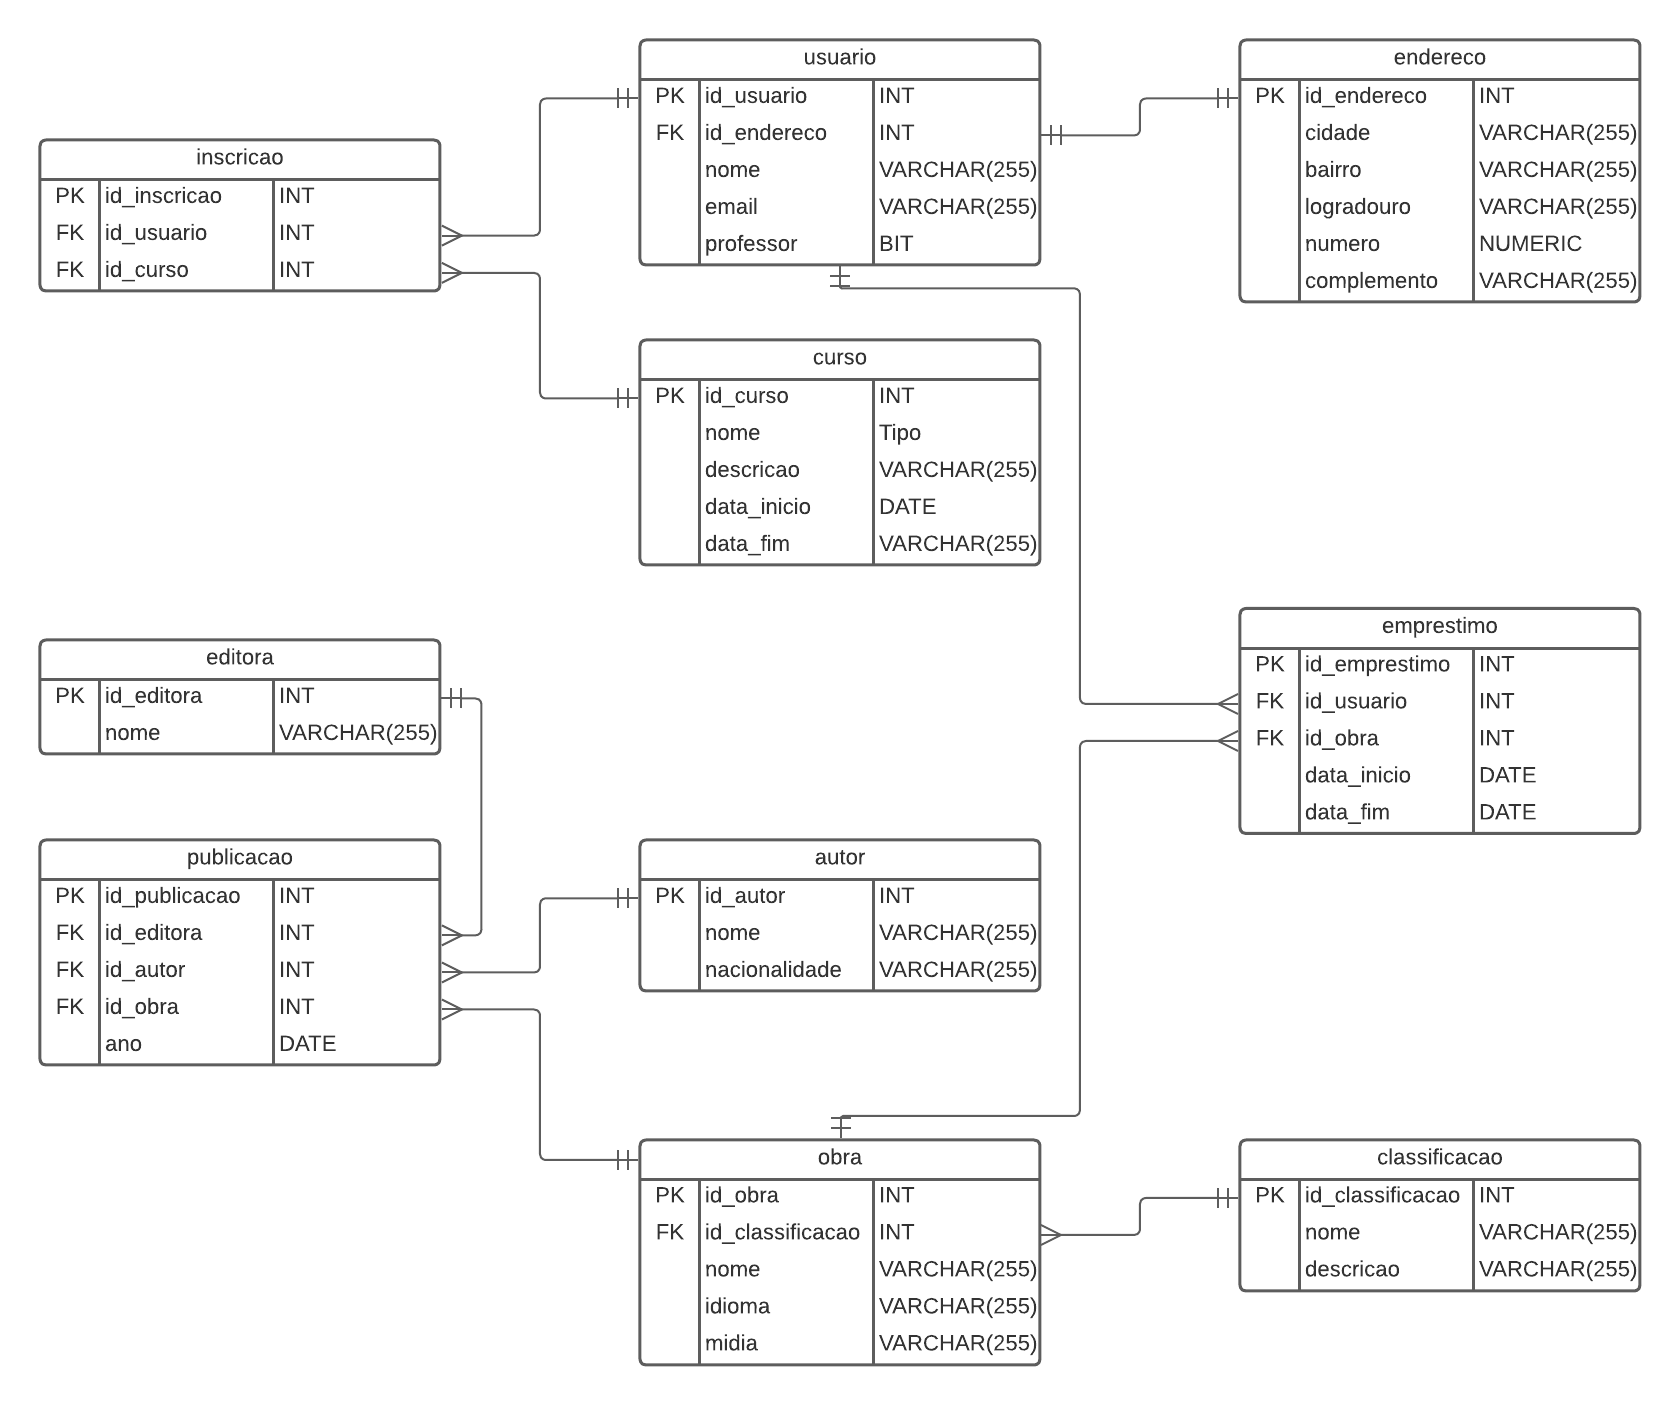 usuario
PK id_usuario INT
FK id_endereco INT
nome VARCHAR(255)
email VARCHAR(255)
professor BIT
endereco
PK id_endereco INT
cidade VARCHAR(255)
bairro VARCHAR(255)
logradouro VARCHAR(255)
numero NUMERIC
complemento VARCHAR(255)
inscricao
PK id_inscricao INT
FK id_usuario INT
FK id_curso INT
curso
PK id_curso INT
nome Tipo
descricao VARCHAR(255)
data_inicio DATE
data_fim VARCHAR(255)
emprestimo
PK id_emprestimo INT
FK id_usuario INT
FK id_obra INT
data_inicio DATE
data_fim DATE
editora
PK id_editora INT
nome VARCHAR(255)
publicacao
PK id_publicacao INT
FK id_editora INT
FK id_autor INT
FK id_obra INT
ano DATE
autor
PK id_autor INT
nome VARCHAR(255)
nacionalidade VARCHAR(255)
obra
PK id_obra INT
FK id_classificacao INT
nome VARCHAR(255)
idioma VARCHAR(255)
midia VARCHAR(255)
classificacao
PK id_classificacao INT
nome VARCHAR(255)
descricao VARCHAR(255)